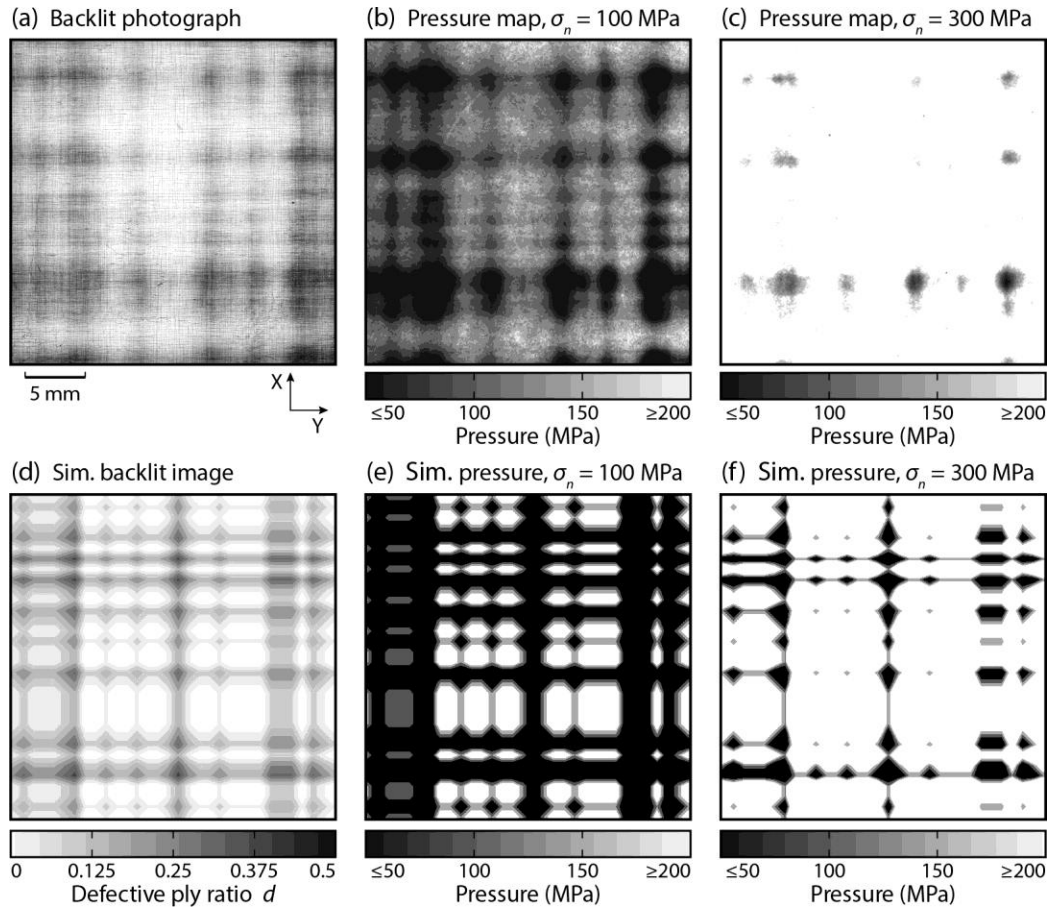 (a) Backlit photograph
(b) Pressure map, σn = 100 MPa
(c) Pressure map, σn = 300 MPa
5 mm
X
Y
≤50 100 150 ≥200
Pressure (MPa)
≤50 100 150 ≥200
Pressure (MPa)
(d) Sim. backlit image
(e) Sim. pressure, σn = 100 MPa
(f) Sim. pressure, σn = 300 MPa
0 0.125 0.25 0.375 0.5
Defective ply ratio d
≤50 100 150 ≥200
Pressure (MPa)
≤50 100 150 ≥200
Pressure (MPa)